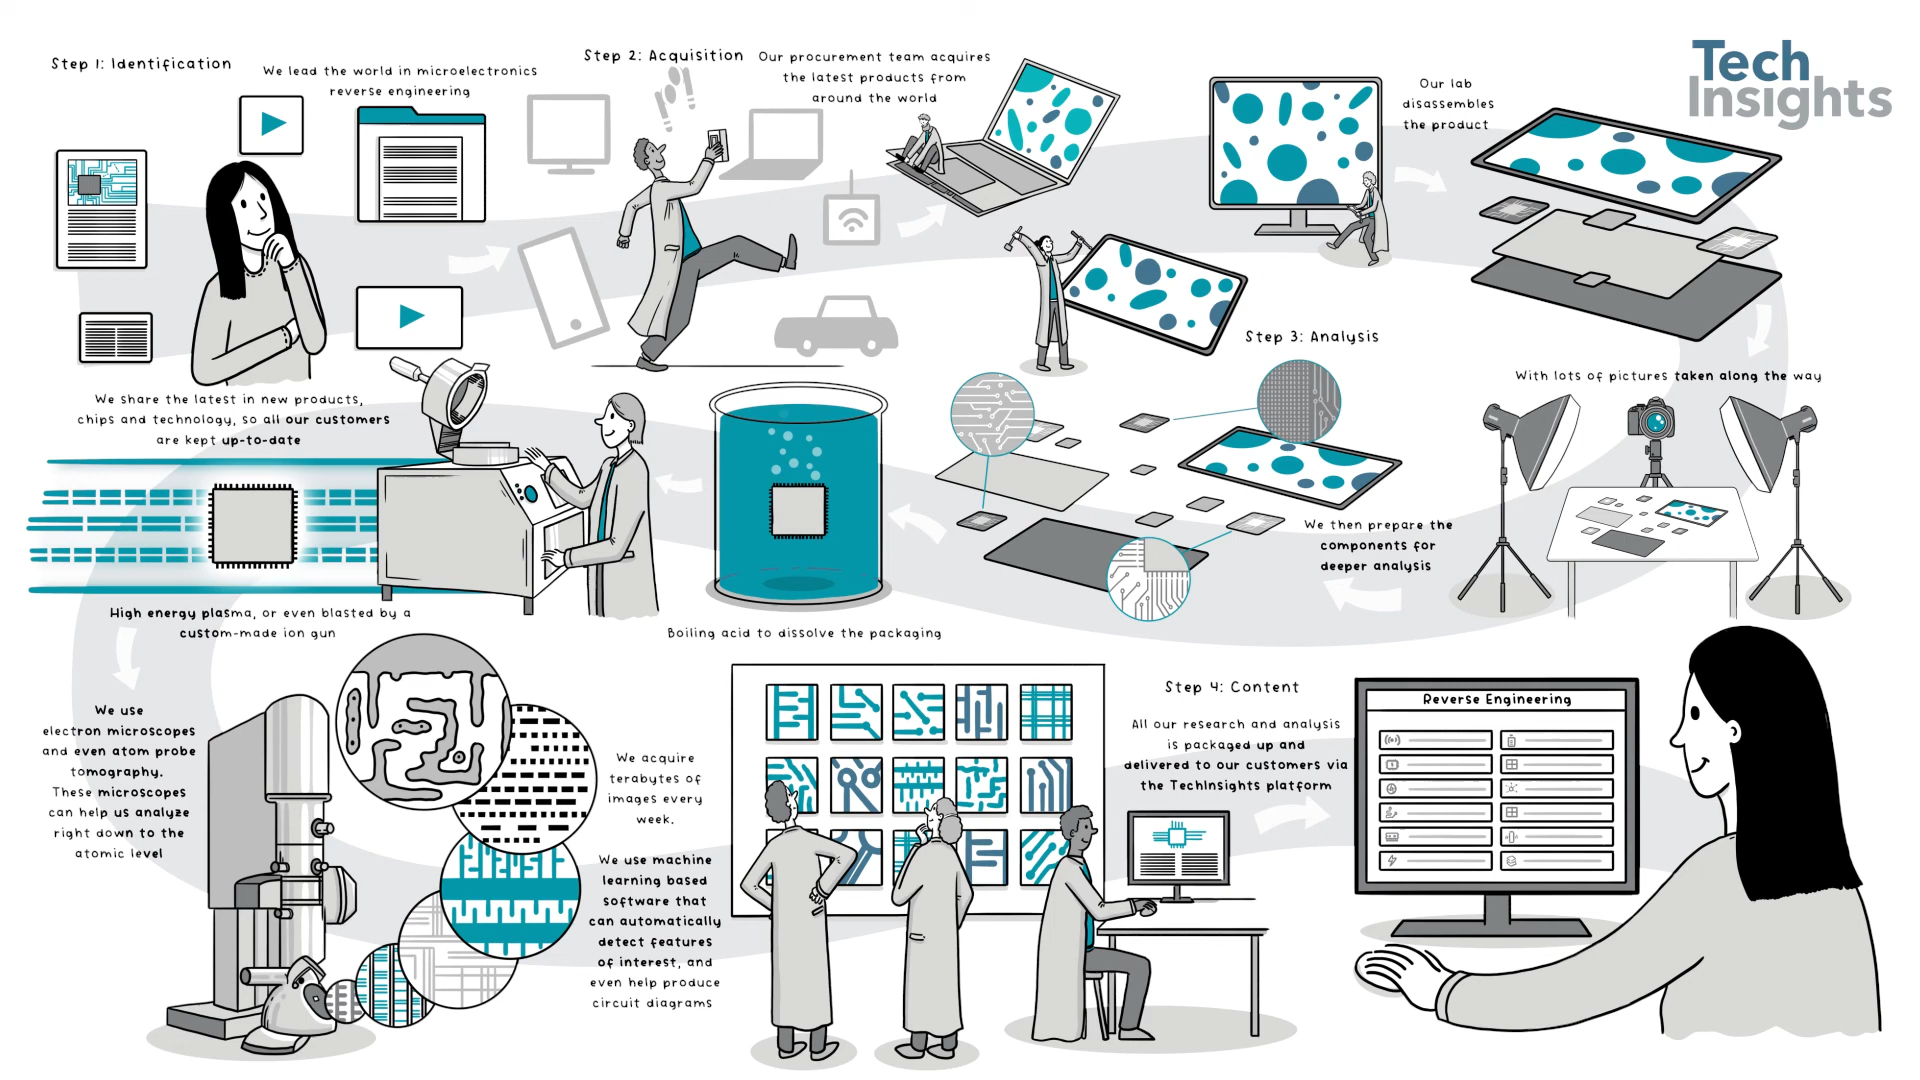 Step 1: Identification
We lead the world in microelectronics
reverse engineering
Step 2: Acquisition
Our procurement team acquires
the latest products from
around the world
Our lab
disassembles
the product
Tech
Insights
Step 3: Analysis
With lots of pictures taken along the way
We share the latest in new products,
chips and technology, so all our customers
are kept up-to-date
We then prepare the
components for
deeper analysis
Boiling acid to dissolve the packaging
High energy plasma, or even blasted by a
custom-made ion gun
We use
electron microscopes
and even atom probe
tomography.
These microscopes
can help us analyze
right down to the
atomic level
We acquire
terabytes of
images every
week.
We use machine
learning based
software that
can automatically
detect features
of interest, and
even help produce
circuit diagrams
Step 4: Content
All our research and analysis
is packaged up and
delivered to our customers via
the TechInsights platform
Reverse Engineering